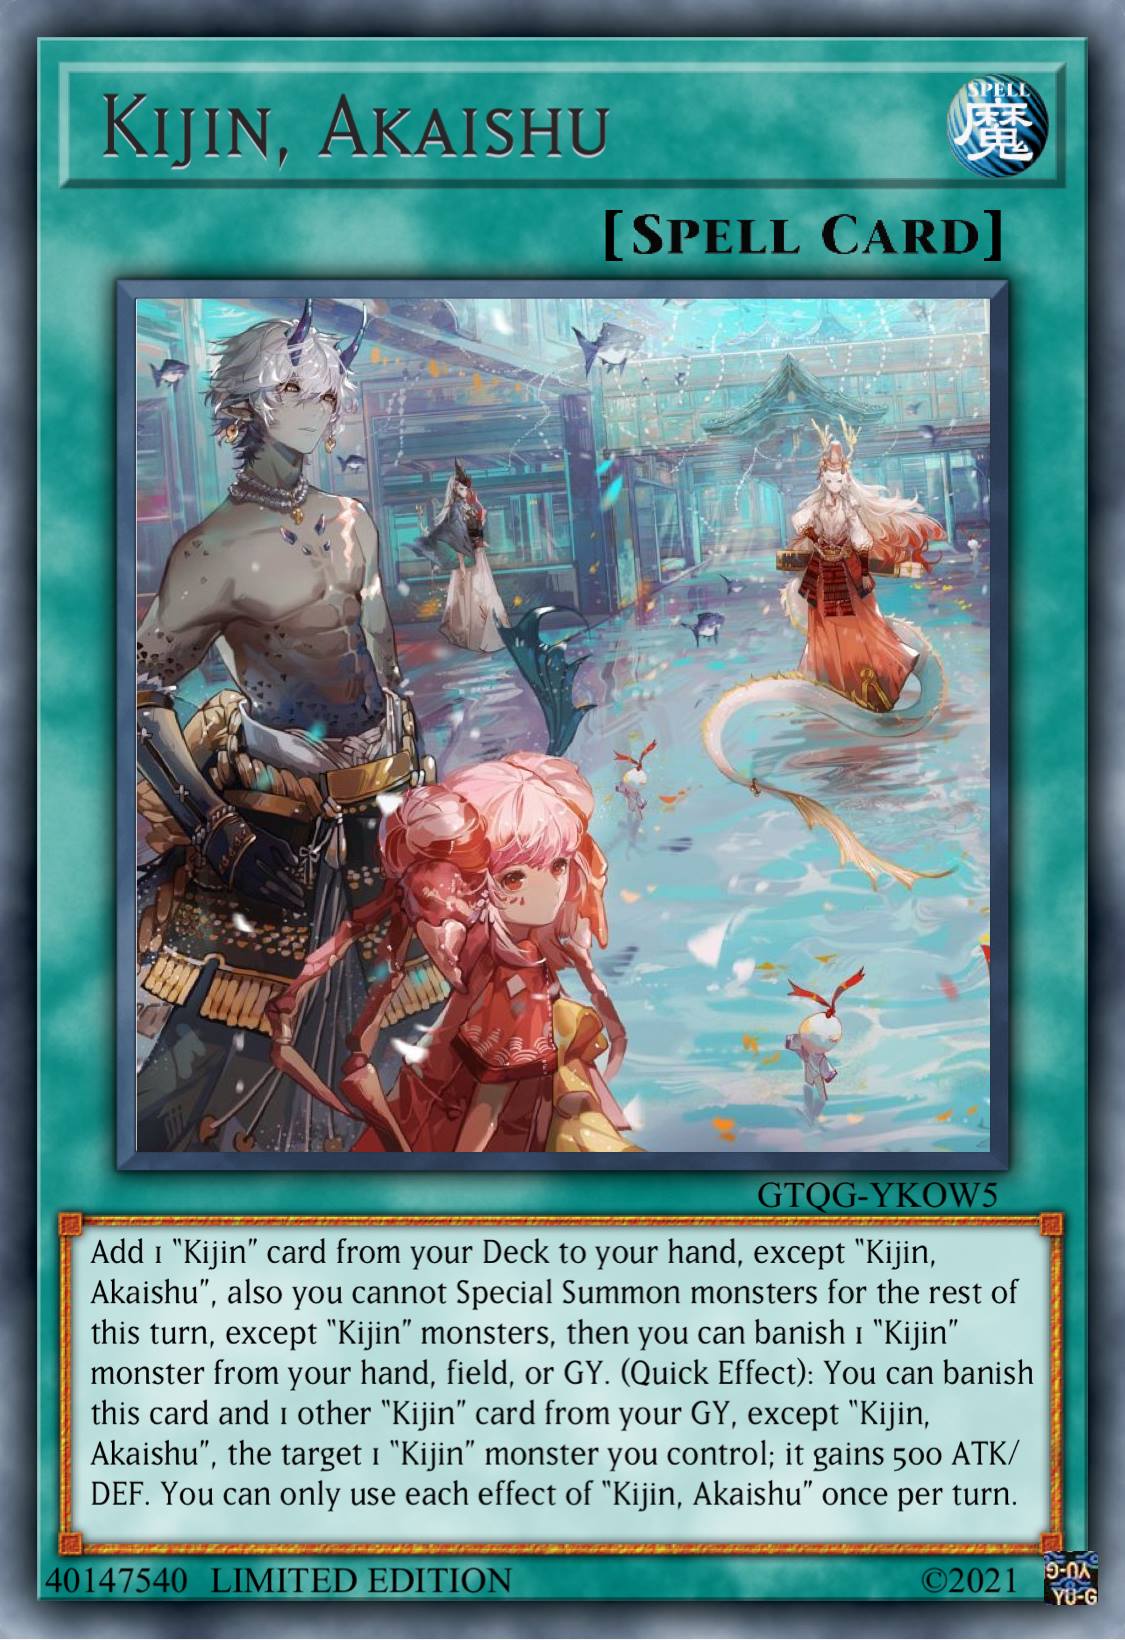 Kijin, Akaishu
SPELL
魔
[Spell Card]
GTQG-YKOW5
Add 1 "Kijin" card from your Deck to your hand, except "Kijin,
Akaishu", also you cannot Special Summon monsters for the rest of
this turn, except "Kijin" monsters, then you can banish 1 "Kijin"
monster from your hand, field, or GY. (Quick Effect): You can banish
this card and 1 other "Kijin" card from your GY, except "Kijin,
Akaishu", the target 1 "Kijin" monster you control; it gains 500 ATK/
DEF. You can only use each effect of "Kijin, Akaishu" once per turn.
40147540 LIMITED EDITION
©2021
YU-G
YU-G